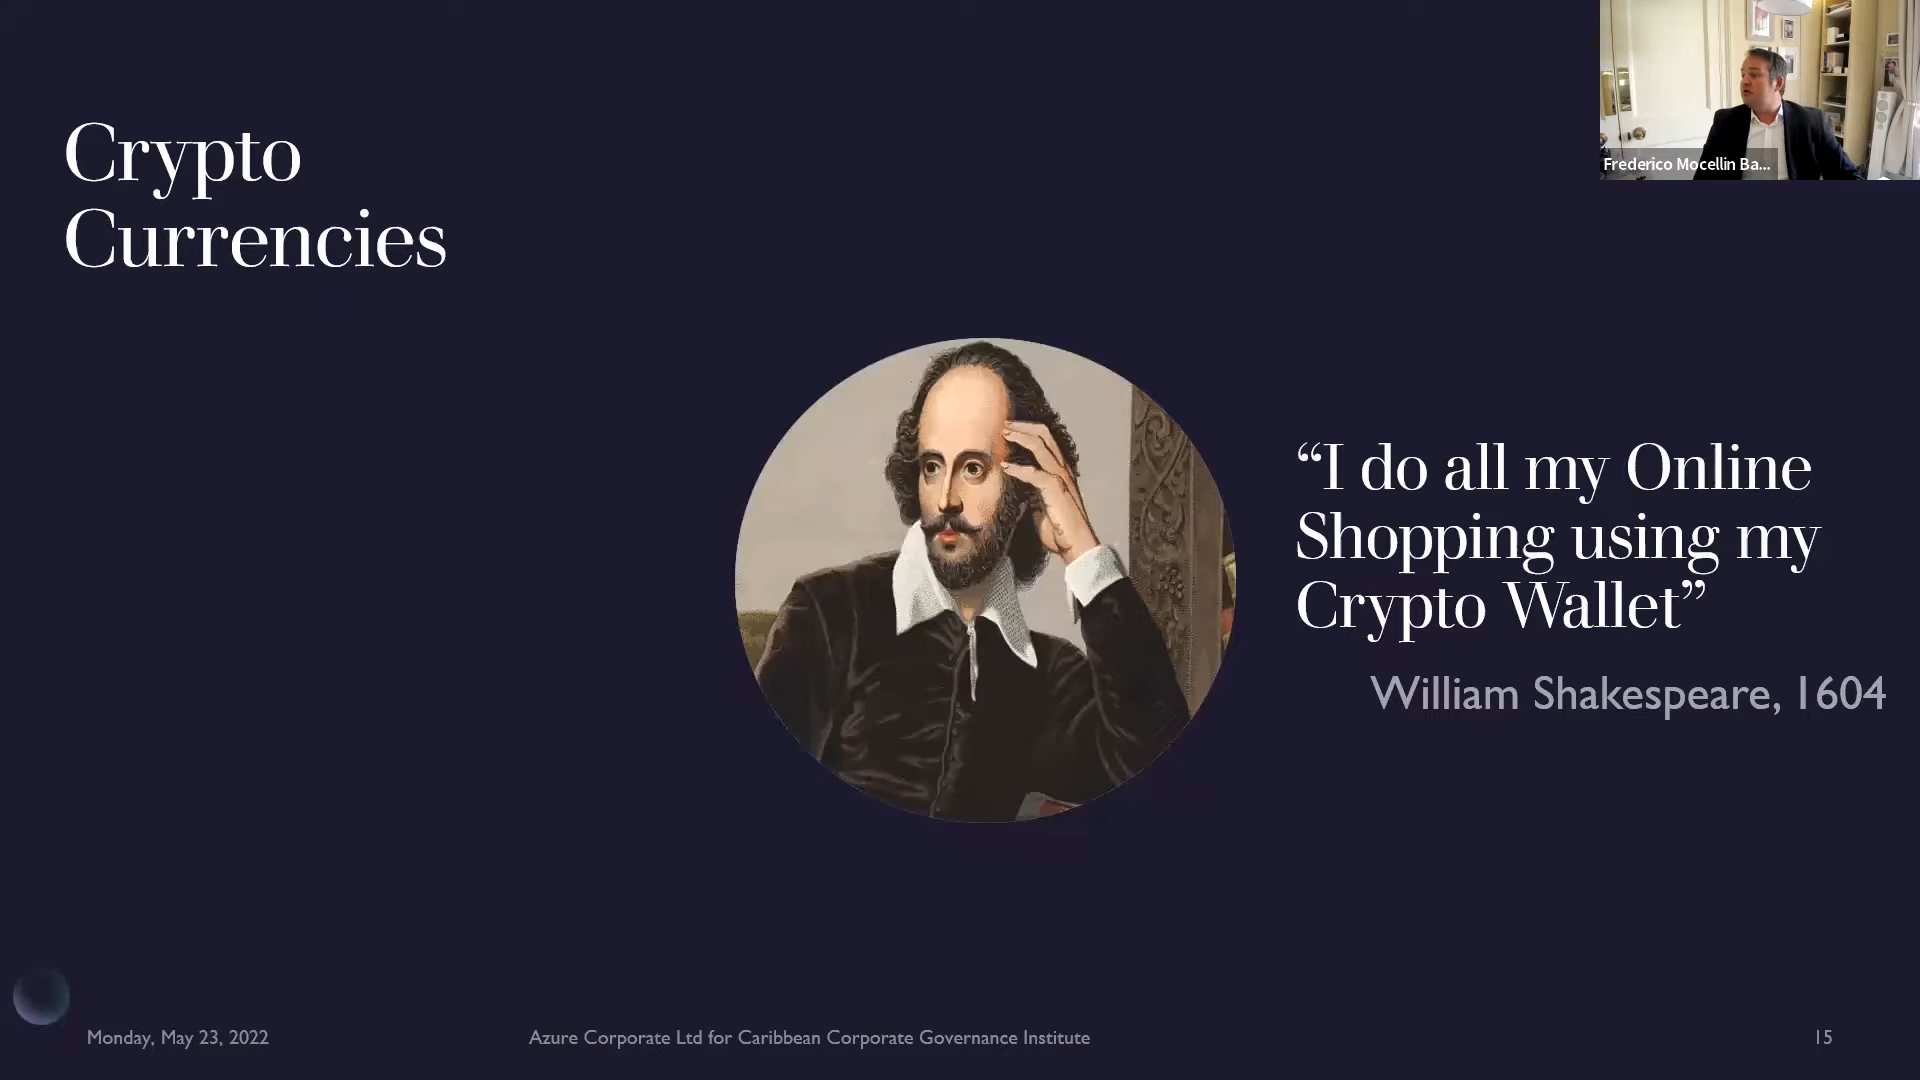 Crypto
Currencies
Frederico Mocellin Ba...
“I do all my Online
Shopping using my
Crypto Wallet”
William Shakespeare, 1604
Monday, May 23, 2022
Azure Corporate Ltd for Caribbean Corporate Governance Institute
15